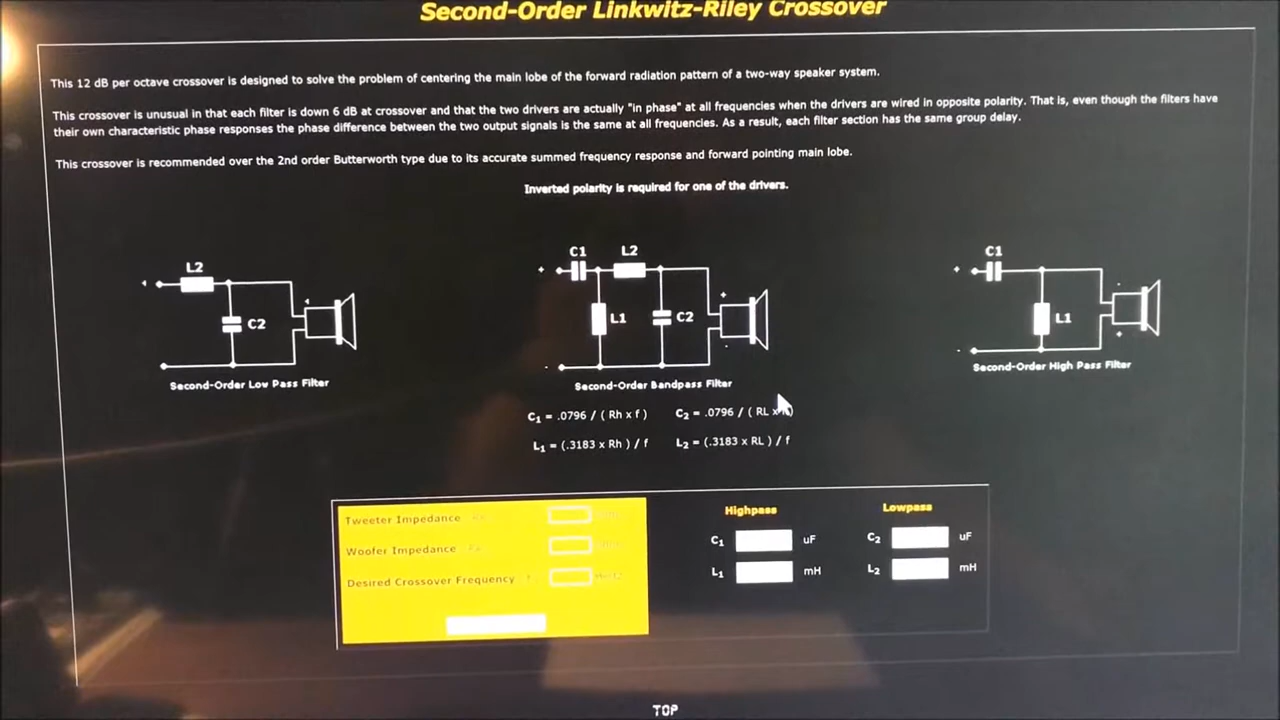 Second-Order Linkwitz-Riley Crossover
This 12 dB per octave crossover is designed to solve the problem of centering the main lobe of the forward radiation pattern of a two-way speaker system.
This crossover is unusual in that each filter is down 6 dB at crossover and that the two drivers are actually "in phase" at all frequencies when the drivers are wired in opposite polarity. That is, even though the filters have
their own characteristic phase responses the phase difference between the two output signals is the same at all frequencies. As a result, each filter section has the same group delay.
This crossover is recommended over the 2nd order Butterworth type due to its accurate summed frequency response and forward pointing main lobe.
Inverted polarity is required for one of the drivers.
L2
C2
Second-Order Low Pass Filter
C1 L2
+
L1 C2
+
-
-
Second-Order Bandpass Filter
C1
+
L1
-
+
-
Second-Order High Pass Filter
C1 = .0796 / ( Rh x f ) C2 = .0796 / ( RL x
L1 = (.3183 x Rh ) / f L2 = (.3183 x RL ) / f
Tweeter Impedance
Woofer Impedance
Desired Crossover Frequency
Highpass Lowpass
C1 uF C2 uF
L1 mH L2 mH
TOP